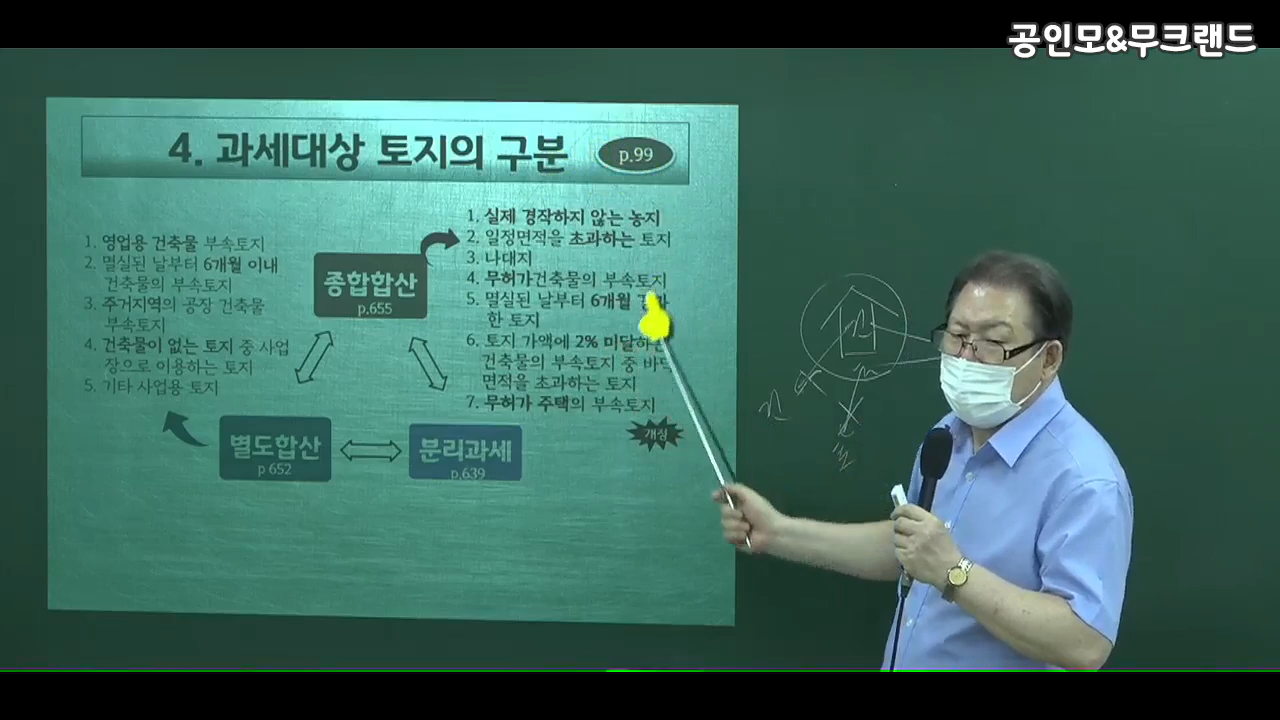 공인모&무크랜드
4. 과세대상 토지의 구분
p.99
1. 영업용 건축물 부속토지
2. 멸실된 날부터 6개월 이내
건축물의 부속토지
3. 주거지역의 공장 건축물
부속토지
4. 건축물이 없는 토지 중 사업
장으로 이용하는 토지
5. 기타 사업용 토지
종합합산
p.655
1. 실제 경작하지 않는 농지
2. 일정면적을 초과하는 토지
3. 나대지
4. 무허가건축물의 부속토지
5. 멸실된 날부터 6개월
한 토지
6. 토지 가액에 2% 미달하는
건축물의 부속토지 중 바닥
면적을 초과하는 토지
7. 무허가 주택의 부속토지
개정
별도합산
p 652
분리과세
p.639